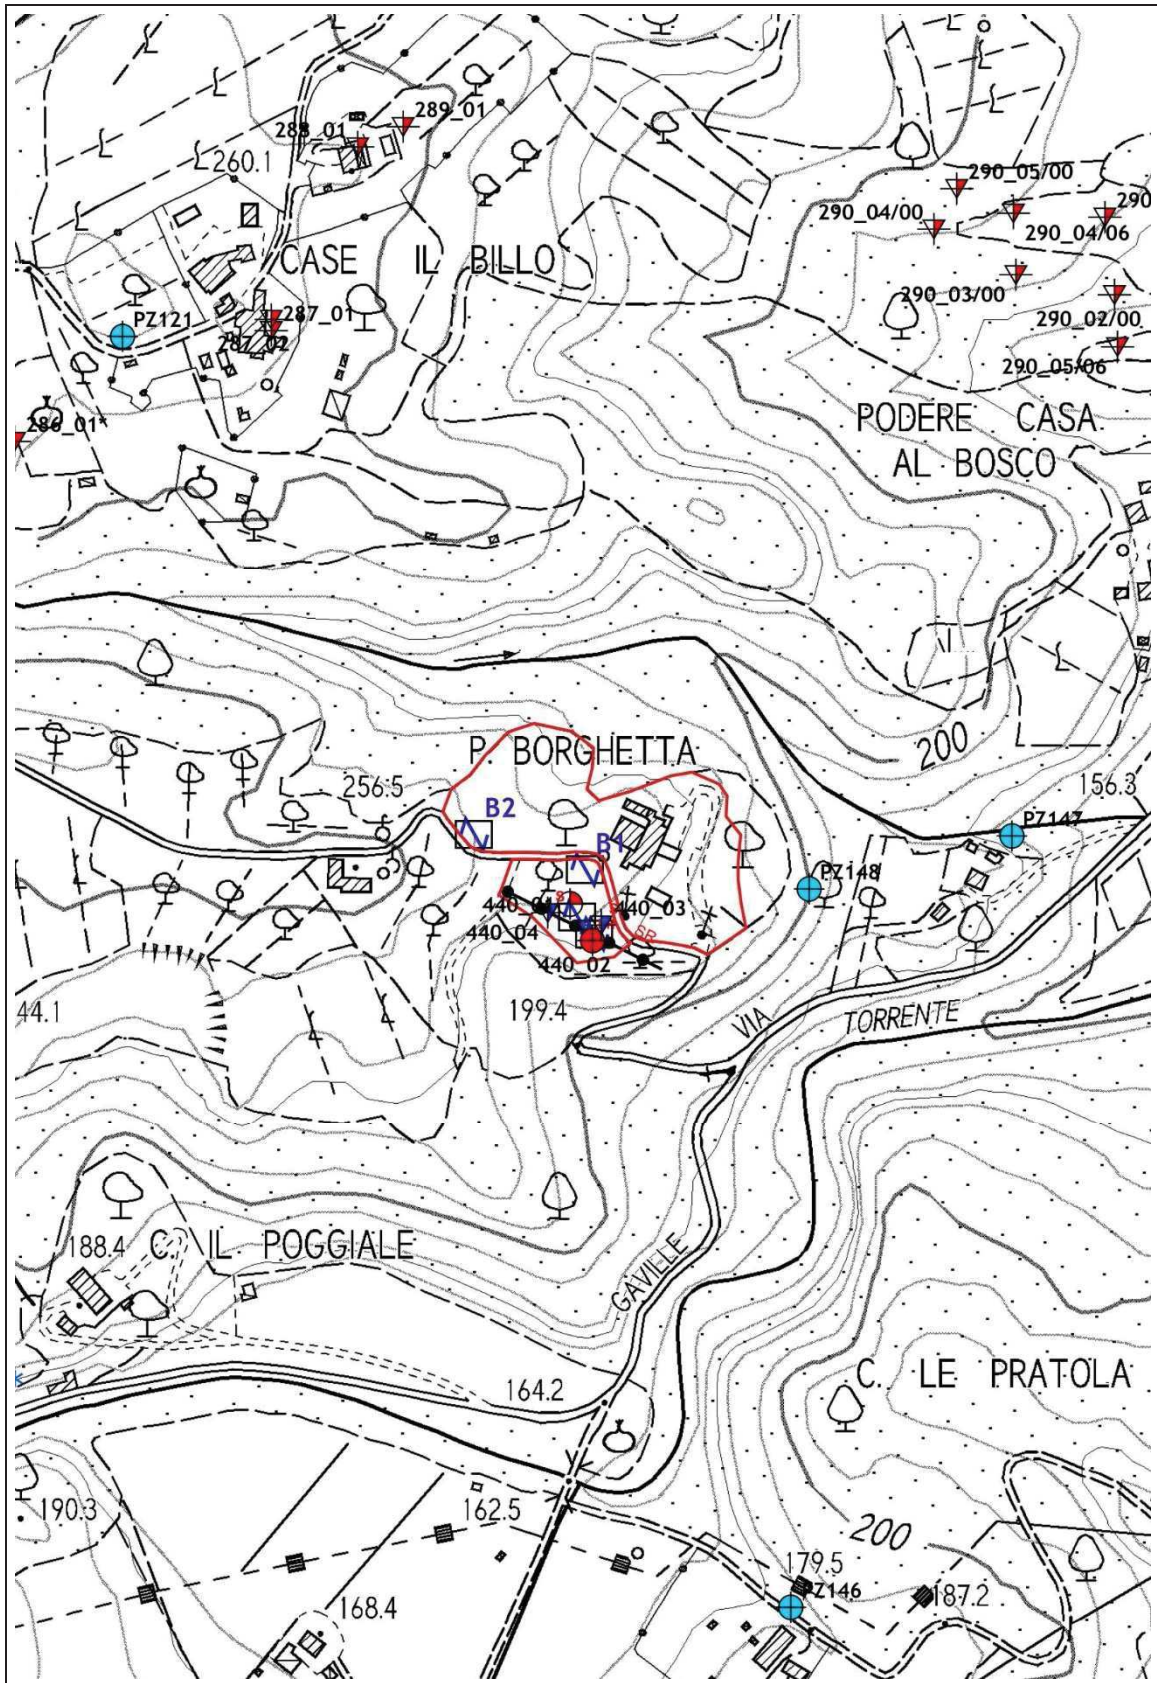 289_01
288_01
260.1
290_05/00
290
290_04/00
290_04/06
CASE IL BILLO
290_03/00
PZ121
287_01
290_02/00
287_02
290_05/06
286_01*
PODERE CASA
AL BOSCO
200
P. BORGHETTA
256.5
156.3
B2
PZ147
B1
PZ148
440_03
440_04
SR
440_02
199.4
44.1
VIA
TORRENTE
188.4
C. IL POGGIALE
GAVILLE
C. LE PRATOLA
164.2
190.3
162.5
200
179.5
PZ146
187.2
168.4